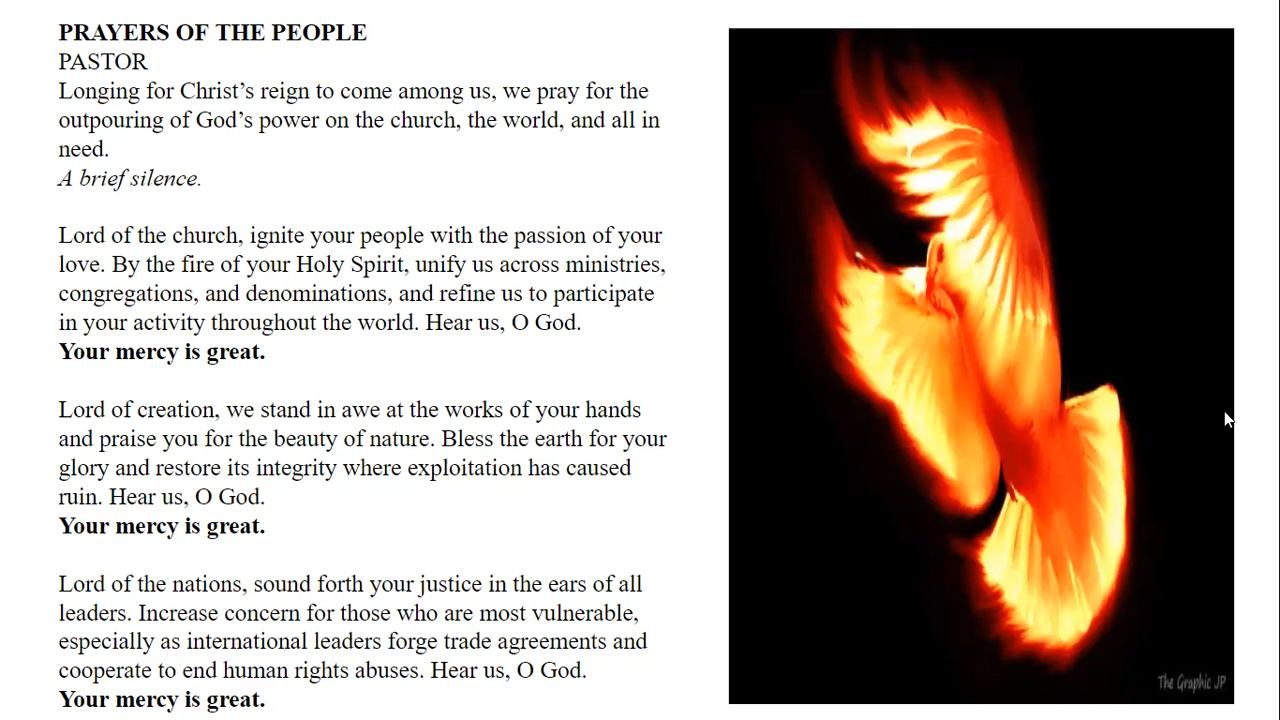 PRAYERS OF THE PEOPLE
PASTOR
Longing for Christ’s reign to come among us, we pray for the
outpouring of God’s power on the church, the world, and all in
need.
A brief silence.
Lord of the church, ignite your people with the passion of your
love. By the fire of your Holy Spirit, unify us across ministries,
congregations, and denominations, and refine us to participate
in your activity throughout the world. Hear us, O God.
Your mercy is great.
Lord of creation, we stand in awe at the works of your hands
and praise you for the beauty of nature. Bless the earth for your
glory and restore its integrity where exploitation has caused
ruin. Hear us, O God.
Your mercy is great.
Lord of the nations, sound forth your justice in the ears of all
leaders. Increase concern for those who are most vulnerable,
especially as international leaders forge trade agreements and
cooperate to end human rights abuses. Hear us, O God.
Your mercy is great.
The Graphic JP